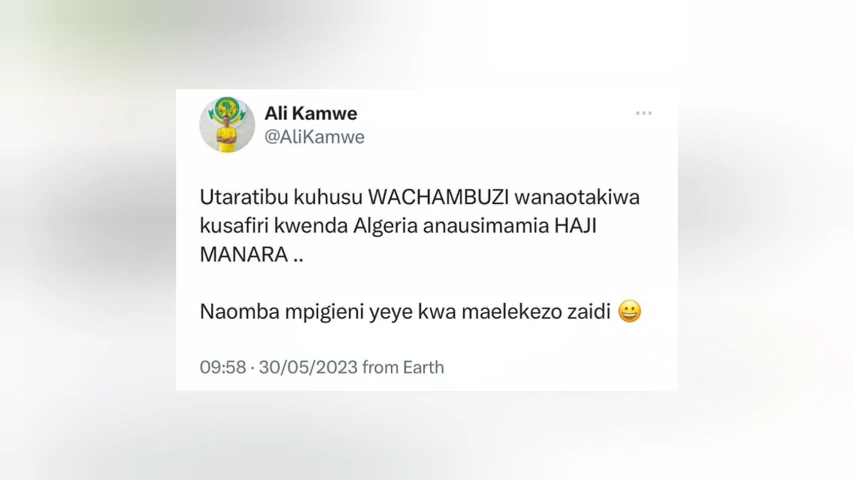 Ali Kamwe
@AliKamwe
Utaratibu kuhusu WACHAMBUZI wanaotakiwa
kusafiri kwenda Algeria anausimamia HAJI
MANARA ..
Naomba mpigieni yeye kwa maelekezo zaidi 😀
09:58 · 30/05/2023 from Earth